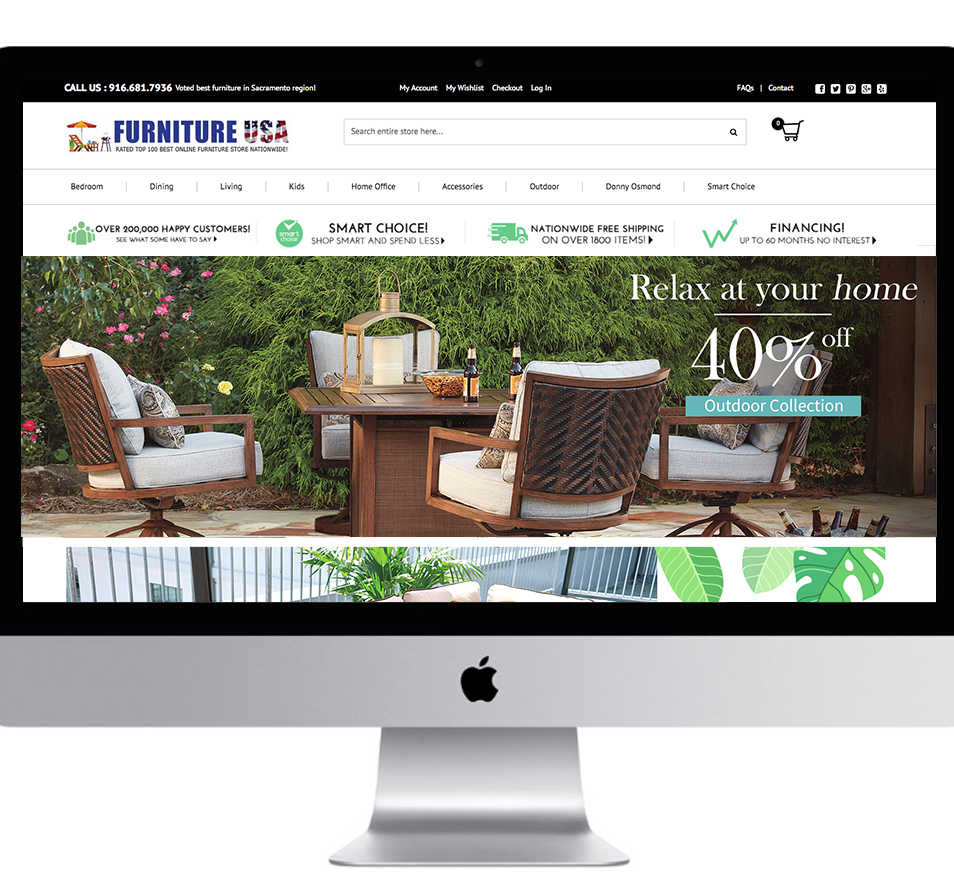 CALL US : 916.681.7936 Voted best furniture in Sacramento region! My Account My Wishlist Checkout Log In FAQs | Contact
FURNITURE USA
RATED TOP 100 BEST ONLINE FURNITURE STORE NATIONWIDE!
Search entire store here...
0
Bedroom Dining Living Kids Home Office Accessories Outdoor Donny Osmond Smart Choice
OVER 200,000 HAPPY CUSTOMERS!
SEE WHAT SOME HAVE TO SAY
smart
choice
SMART CHOICE!
SHOP SMART AND SPEND LESS
NATIONWIDE FREE SHIPPING
ON OVER 1800 ITEMS!
FINANCING!
UP TO 60 MONTHS NO INTEREST
Relax at your home
40% off
Outdoor Collection